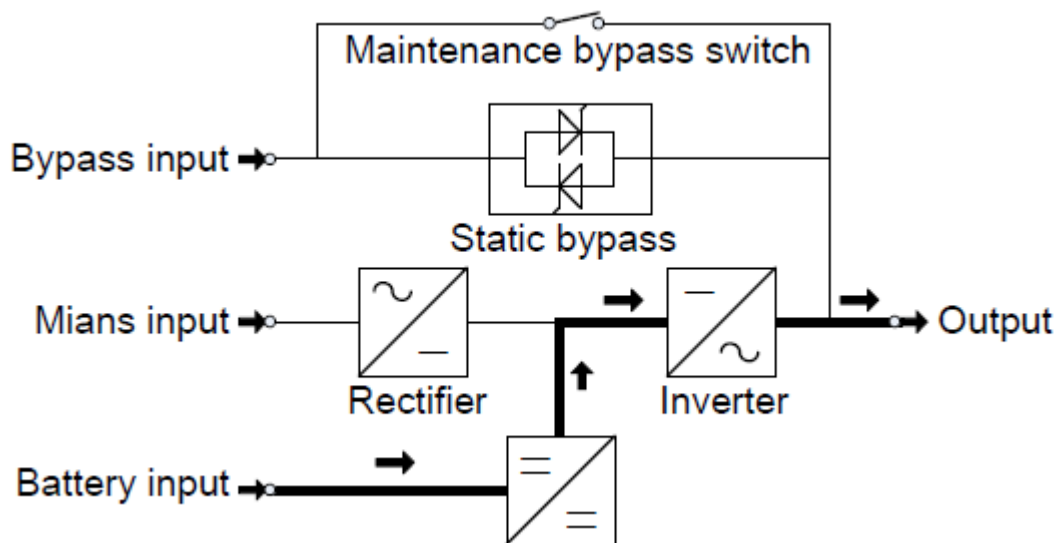 Maintenance bypass switch
Bypass input
Static bypass
Mians input
Output
Rectifier
Inverter
Battery input